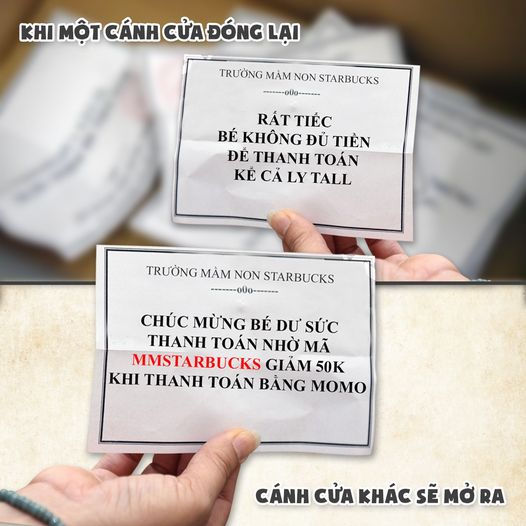 KHI MỘT CÁNH CỬA ĐÓNG LẠI
TRƯỜNG MẦM NON STARBUCKS
-------o0o-------
RẤT TIẾC
BÉ KHÔNG ĐỦ TIỀN
ĐỂ THANH TOÁN
KỂ CẢ LY TALL
TRƯỜNG MẦM NON STARBUCKS
-------o0o-------
CHÚC MỪNG BÉ DƯ SỨC
THANH TOÁN NHỜ MÃ
MMSTARBUCKS GIẢM 50K
KHI THANH TOÁN BẰNG MOMO
CÁNH CỬA KHÁC SẼ MỞ RA